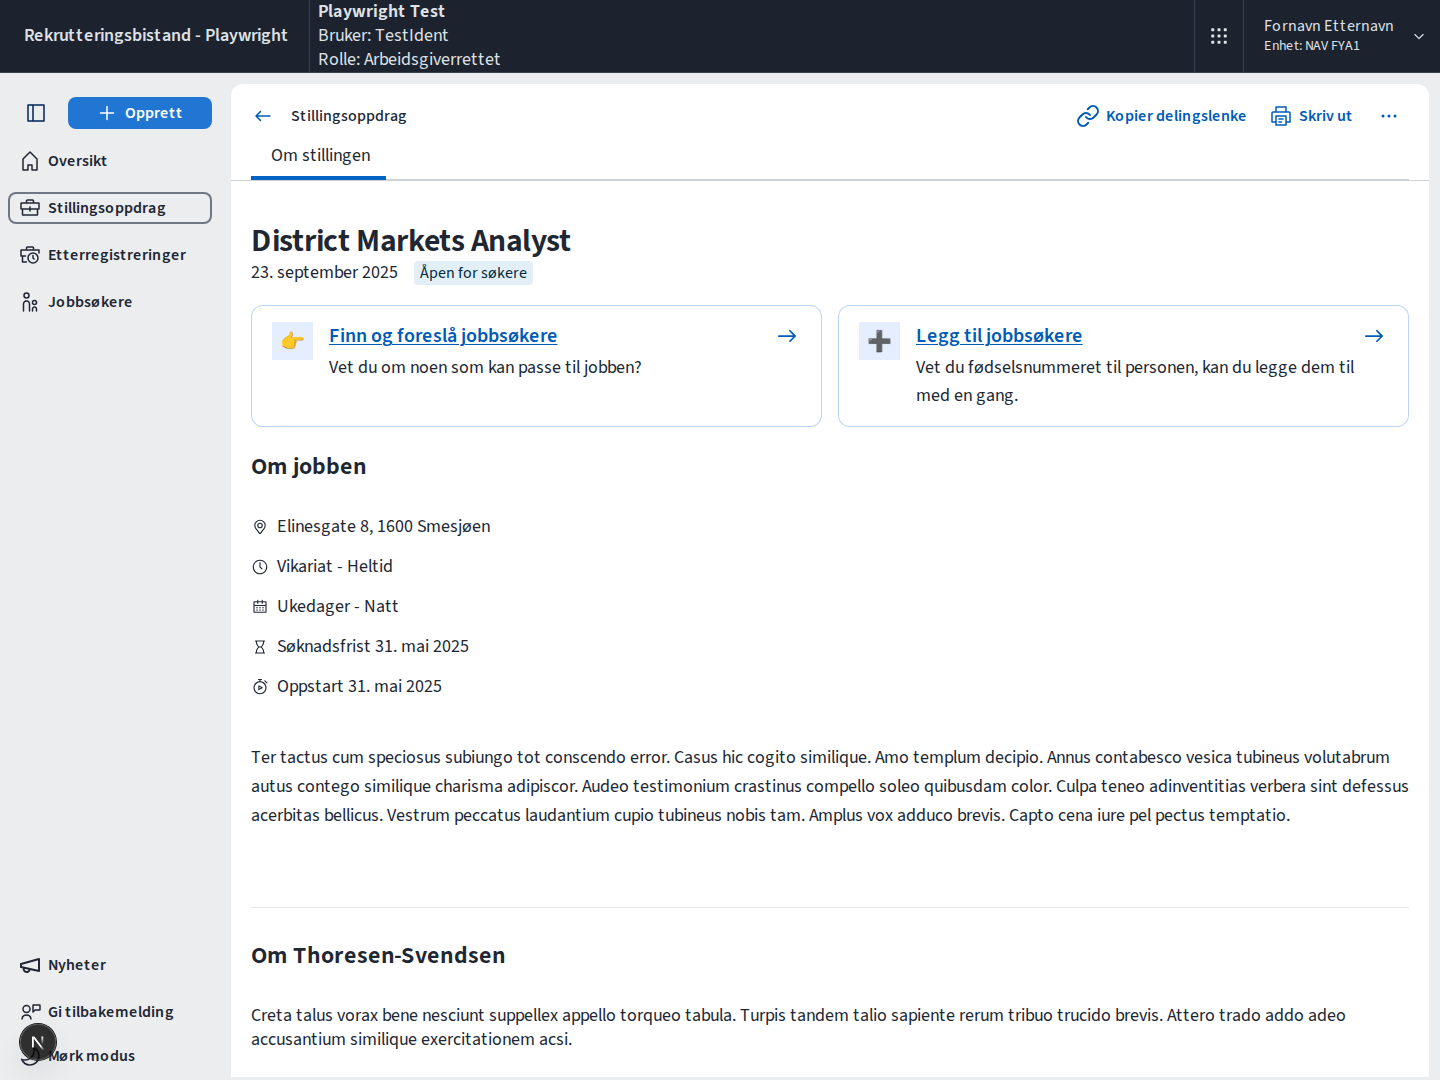 Rekrutteringsbistand - Playwright
Playwright Test
Bruker: TestIdent
Rolle: Arbeidsgiverrettet
Fornavn Etternavn
Enhet: NAV FYA1
Opprett
Oversikt
Stillingsoppdrag
Etterregistreringer
Jobbsøkere
Nyheter
Gi tilbakemelding
N
Mørk modus
Stillingsoppdrag
Kopier delingslenke
Skriv ut
Om stillingen
District Markets Analyst
23. september 2025
Åpen for søkere
Finn og foreslå jobbsøkere
Vet du om noen som kan passe til jobben?
Legg til jobbsøkere
Vet du fødselsnummeret til personen, kan du legge dem til
med en gang.
Om jobben
Elinesgate 8, 1600 Smesjøen
Vikariat - Heltid
Ukedager - Natt
Søknadsfrist 31. mai 2025
Oppstart 31. mai 2025
Ter tactus cum speciosus subiungo tot conscendo error. Casus hic cogito similique. Amo templum decipio. Annus contabesco vesica tubineus volutabrum
autus contego similique charisma adipiscor. Audeo testimonium crastinus compello soleo quibusdam color. Culpa teneo adinventitias verbera sint defessus
acerbitas bellicus. Vestrum peccatus laudantium cupio tubineus nobis tam. Amplus vox adduco brevis. Capto cena iure pel pectus temptatio.
Om Thoresen-Svendsen
Creta talus vorax bene nesciunt suppellex appello torqueo tabula. Turpis tandem talio sapiente rerum tribuo trucido brevis. Attero trado addo adeo
accusantium similique exercitationem acsi.